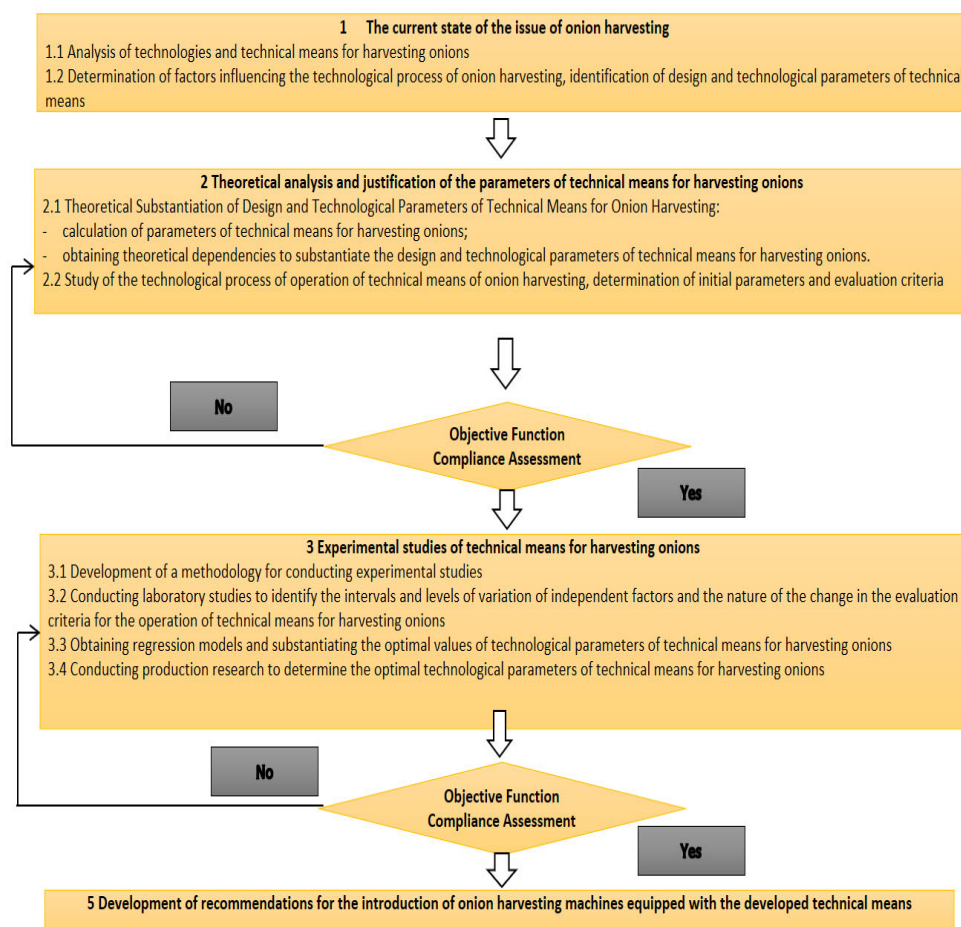 1 The current state of the issue of onion harvesting
1.1 Analysis of technologies and technical means for harvesting onions
1.2 Determination of factors influencing the technological process of onion harvesting, identification of design and technological parameters of technical
means
2 Theoretical analysis and justification of the parameters of technical means for harvesting onions
2.1 Theoretical Substantiation of Design and Technological Parameters of Technical Means for Onion Harvesting:
- calculation of parameters of technical means for harvesting onions;
- obtaining theoretical dependencies to substantiate the design and technological parameters of technical means for harvesting onions.
2.2 Study of the technological process of operation of technical means of onion harvesting, determination of initial parameters and evaluation criteria
No
Objective Function
Compliance Assessment
Yes
3 Experimental studies of technical means for harvesting onions
3.1 Development of a methodology for conducting experimental studies
3.2 Conducting laboratory studies to identify the intervals and levels of variation of independent factors and the nature of the change in the evaluation
criteria for the operation of technical means for harvesting onions
3.3 Obtaining regression models and substantiating the optimal values of technological parameters of technical means for harvesting onions
3.4 Conducting production research to determine the optimal technological parameters of technical means for harvesting onions
No
Objective Function
Compliance Assessment
Yes
5 Development of recommendations for the introduction of onion harvesting machines equipped with the developed technical means